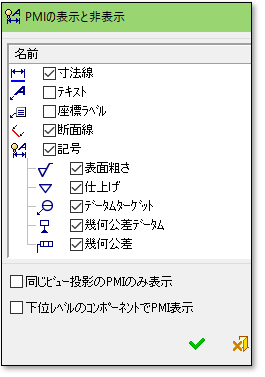 PMIの表示と非表示
名前
寸法線
テキスト
座標ラベル
断面線
記号
表面粗さ
仕上げ
データムターゲット
幾何公差データム
幾何公差
同じビュー投影のPMIのみ表示
下位レベルのコンポーネントでPMI表示